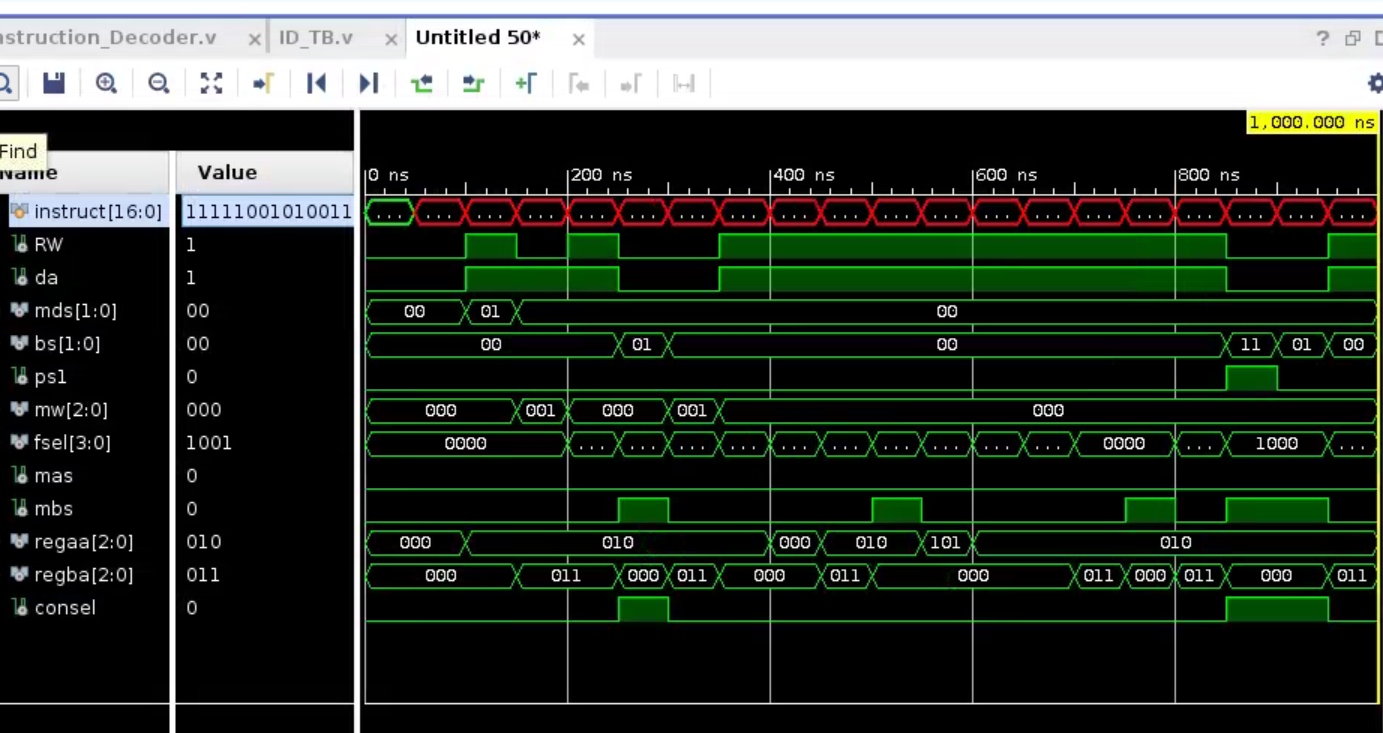 nstruction_Decoder.v × ID_TB.v × Untitled 50* ×
?
1,000.000 ns
Find
Name Value 0 ns 200 ns 400 ns 600 ns 800 ns
instruct[16:0] 11111001010011 ... ... ... ... ... ... ... ... ... ... ... ... ... ... ... ... ... ... ... ...
RW 1
da 1
mds[1:0] 00 00 01 00
bs[1:0] 00 00 01 00 11 01 00
ps1 0
mw[2:0] 000 000 001 000 001 000
fsel[3:0] 1001 0000 ... ... ... ... ... ... ... ... ... ... 0000 ... 1000 ...
mas 0
mbs 0
regaa[2:0] 010 000 010 000 010 101 010
regba[2:0] 011 000 011 000 011 000 011 000 011 000 011 000 011
consel 0